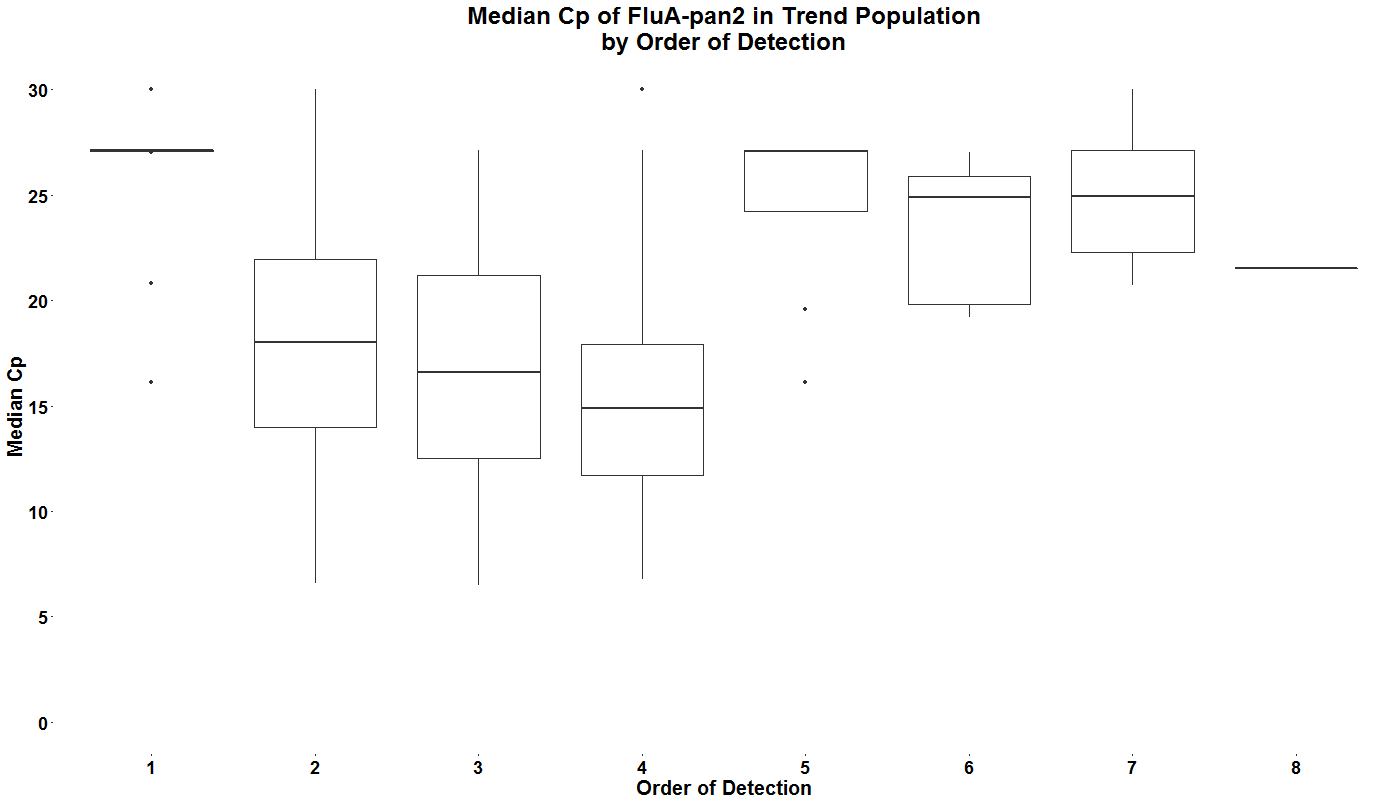 Median Cp of FluA-pan2 in Trend Population
by Order of Detection
Median Cp
30
25
20
15
10
5
0
1 2 3 4 5 6 7 8
Order of Detection